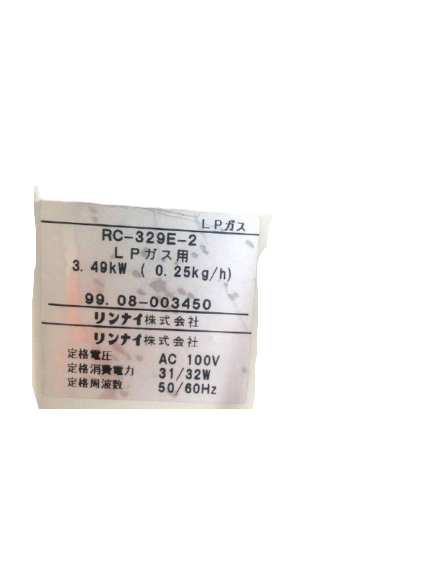 LPガス
RC-329E-2
LPガス用
3.49kW ( 0.25kg/h)
99.08-003450
リンナイ株式会社
リンナイ株式会社
定格電圧 AC 100V
定格消費電力 31/32W
定格周波数 50/60Hz